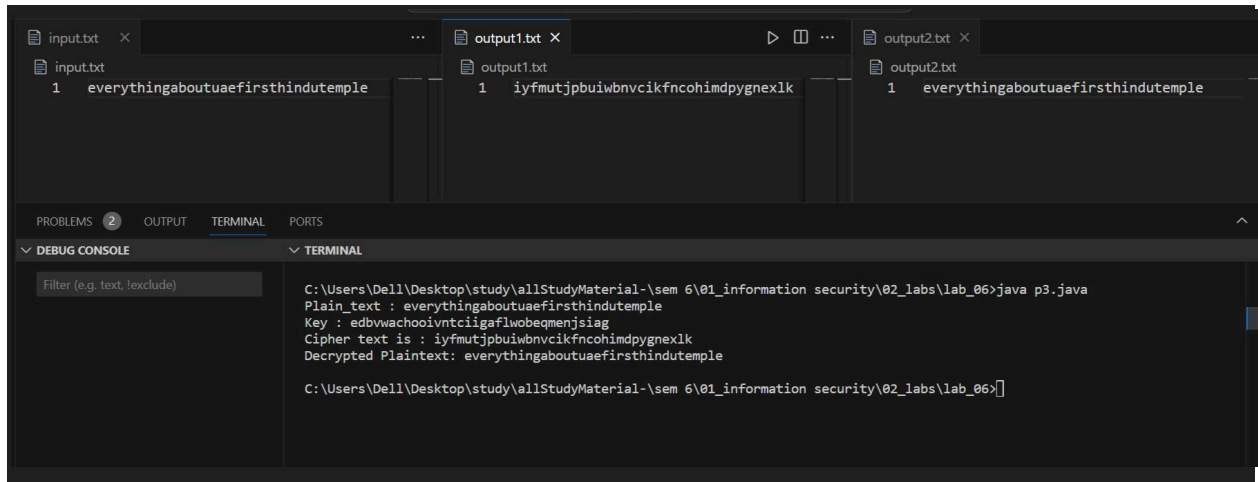 input.txt
output1.txt
output2.txt
input.txt
output1.txt
output2.txt
1 everythingaboutuaefirsthindutemple
1 iyfmutjpbuiwbnvcikfncohimdpygnexlk
1 everythingaboutuaefirsthindutemple
PROBLEMS 2 OUTPUT TERMINAL PORTS
DEBUG CONSOLE
TERMINAL
Filter (e.g. text, !exclude)
C:\Users\Dell\Desktop\study\allStudyMaterial-\sem 6\01_information security\02_labs\lab_06>java p3.java
Plain_text : everythingaboutuaefirsthindutemple
Key : edbvwachooivntciigaflwobeqmenjsiag
Cipher text is : iyfmutjpbuiwbnvcikfncohimdpygnexlk
Decrypted Plaintext: everythingaboutuaefirsthindutemple
C:\Users\Dell\Desktop\study\allStudyMaterial-\sem 6\01_information security\02_labs\lab_06>